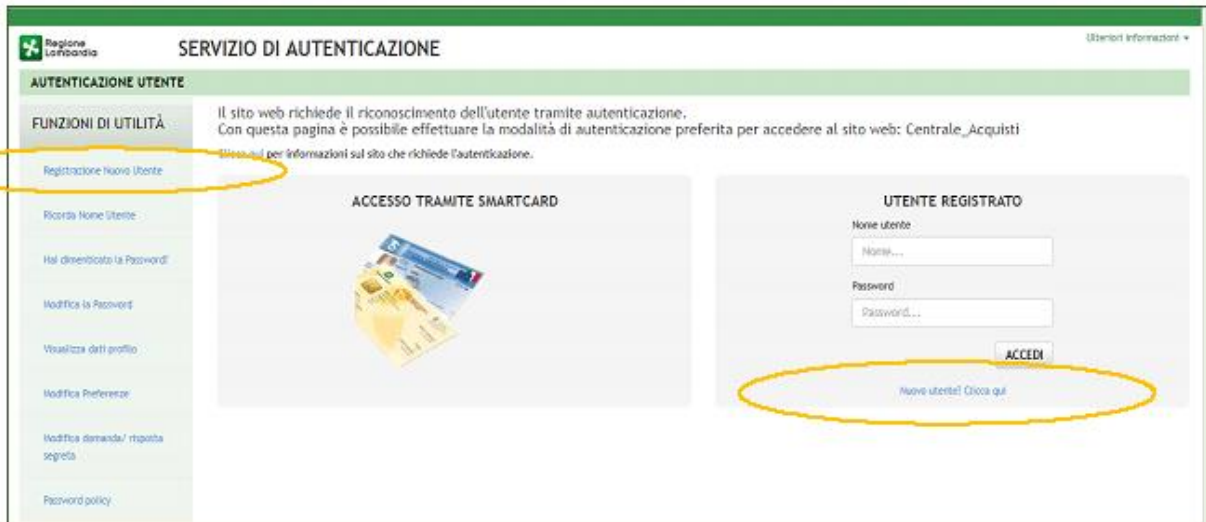 Regione
Lombardia
SERVIZIO DI AUTENTICAZIONE
Ulteriori informazioni
AUTENTICAZIONE UTENTE
FUNZIONI DI UTILITÀ
Registrazione Nuovo Utente
Ricorda Nome Utente
Hai dimenticato la Password?
Modifica la Password
Visualizza dati profilo
Modifica Preferenze
Modifica domanda/ risposta
segreta
Password policy
Il sito web richiede il riconoscimento dell'utente tramite autenticazione.
Con questa pagina è possibile effettuare la modalità di autenticazione preferita per accedere al sito web: Centrale_Acquisti
Clicca qui per informazioni sul sito che richiede l'autenticazione.
ACCESSO TRAMITE SMARTCARD
UTENTE REGISTRATO
Nome utente
Nome...
Password
Password...
ACCEDI
Nuovo utente? Clicca qui